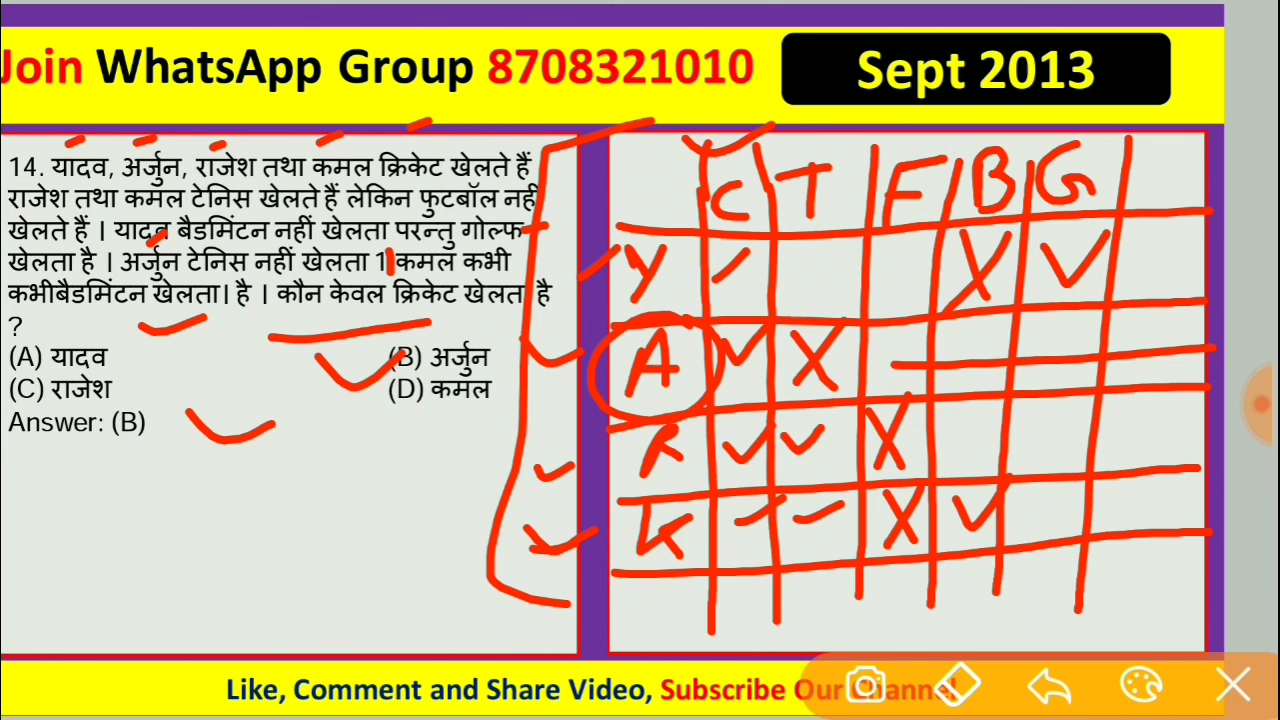 Join WhatsApp Group 8708321010
Sept 2013
14. यादव, अर्जुन, राजेश तथा कमल क्रिकेट खेलते हैं
राजेश तथा कमल टेनिस खेलते हैं लेकिन फुटबॉल नहीं
खेलते हैं । यादव बैडमिंटन नहीं खेलता परन्तु गोल्फ
खेलता है । अर्जुन टेनिस नहीं खेलता 1 कमल कभी
कभीबैडमिंटन खेलता। है । कौन केवल क्रिकेट खेलता है
?
(A) यादव (B) अर्जुन
(C) राजेश (D) कमल
Answer: (B)
C T F B G
Y
A
R
K
Like, Comment and Share Video, Subscribe Our Channel